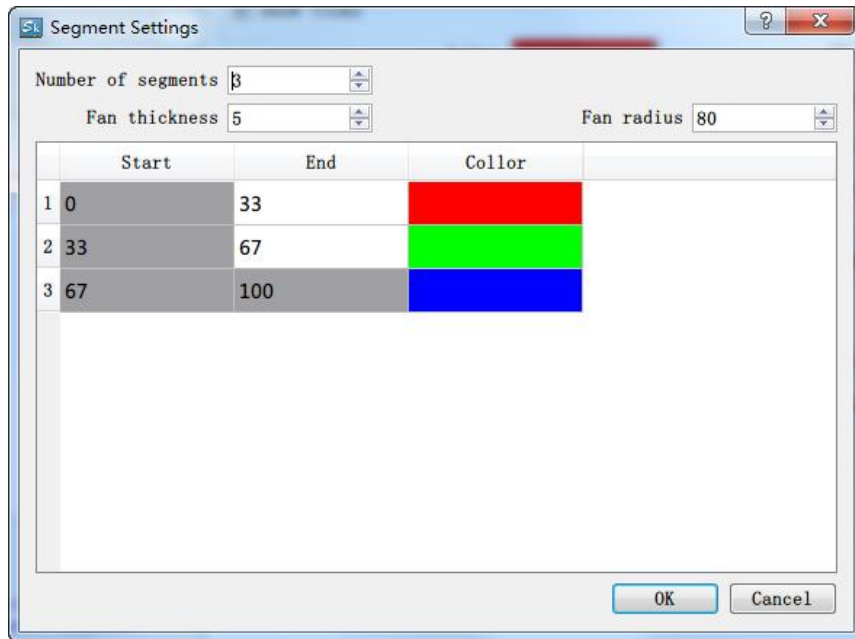 Sk Segment Settings
Number of segments 3
Fan thickness 5 Fan radius 80
Start End Collor
1 0 33
2 33 67
3 67 100
OK Cancel